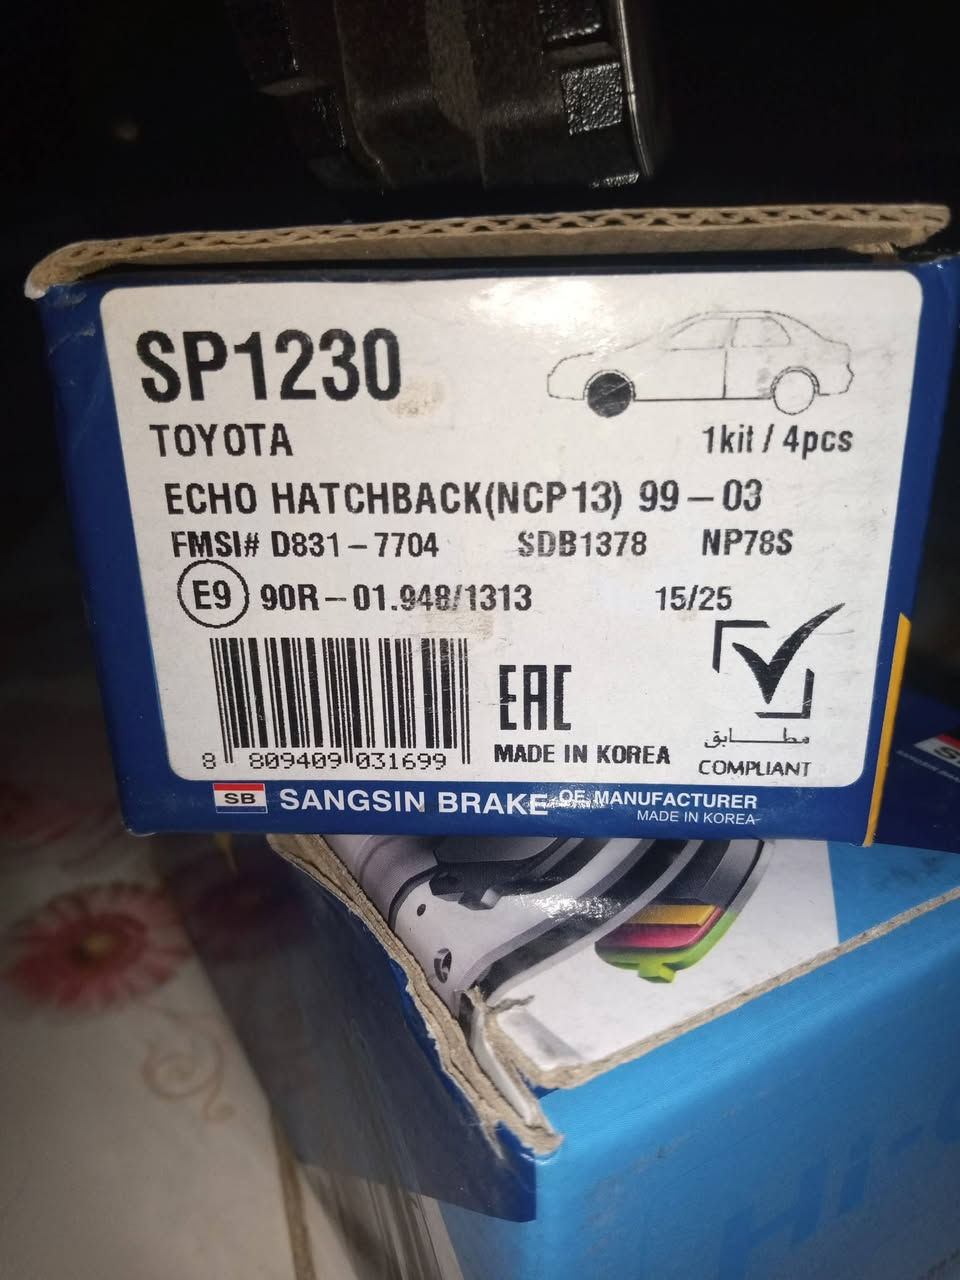 SP1230
TOYOTA 1kit / 4pcs
ECHO HATCHBACK(NCP13) 99-03
FMSI# D831-7704 SDB1378 NP78S
E9 90R-01.948/1313 15/25
8 809409 031699
EAC
MADE IN KOREA
مطابق
COMPLIANT
SB SANGSIN BRAKE OE MANUFACTURER
MADE IN KOREA
Hi-